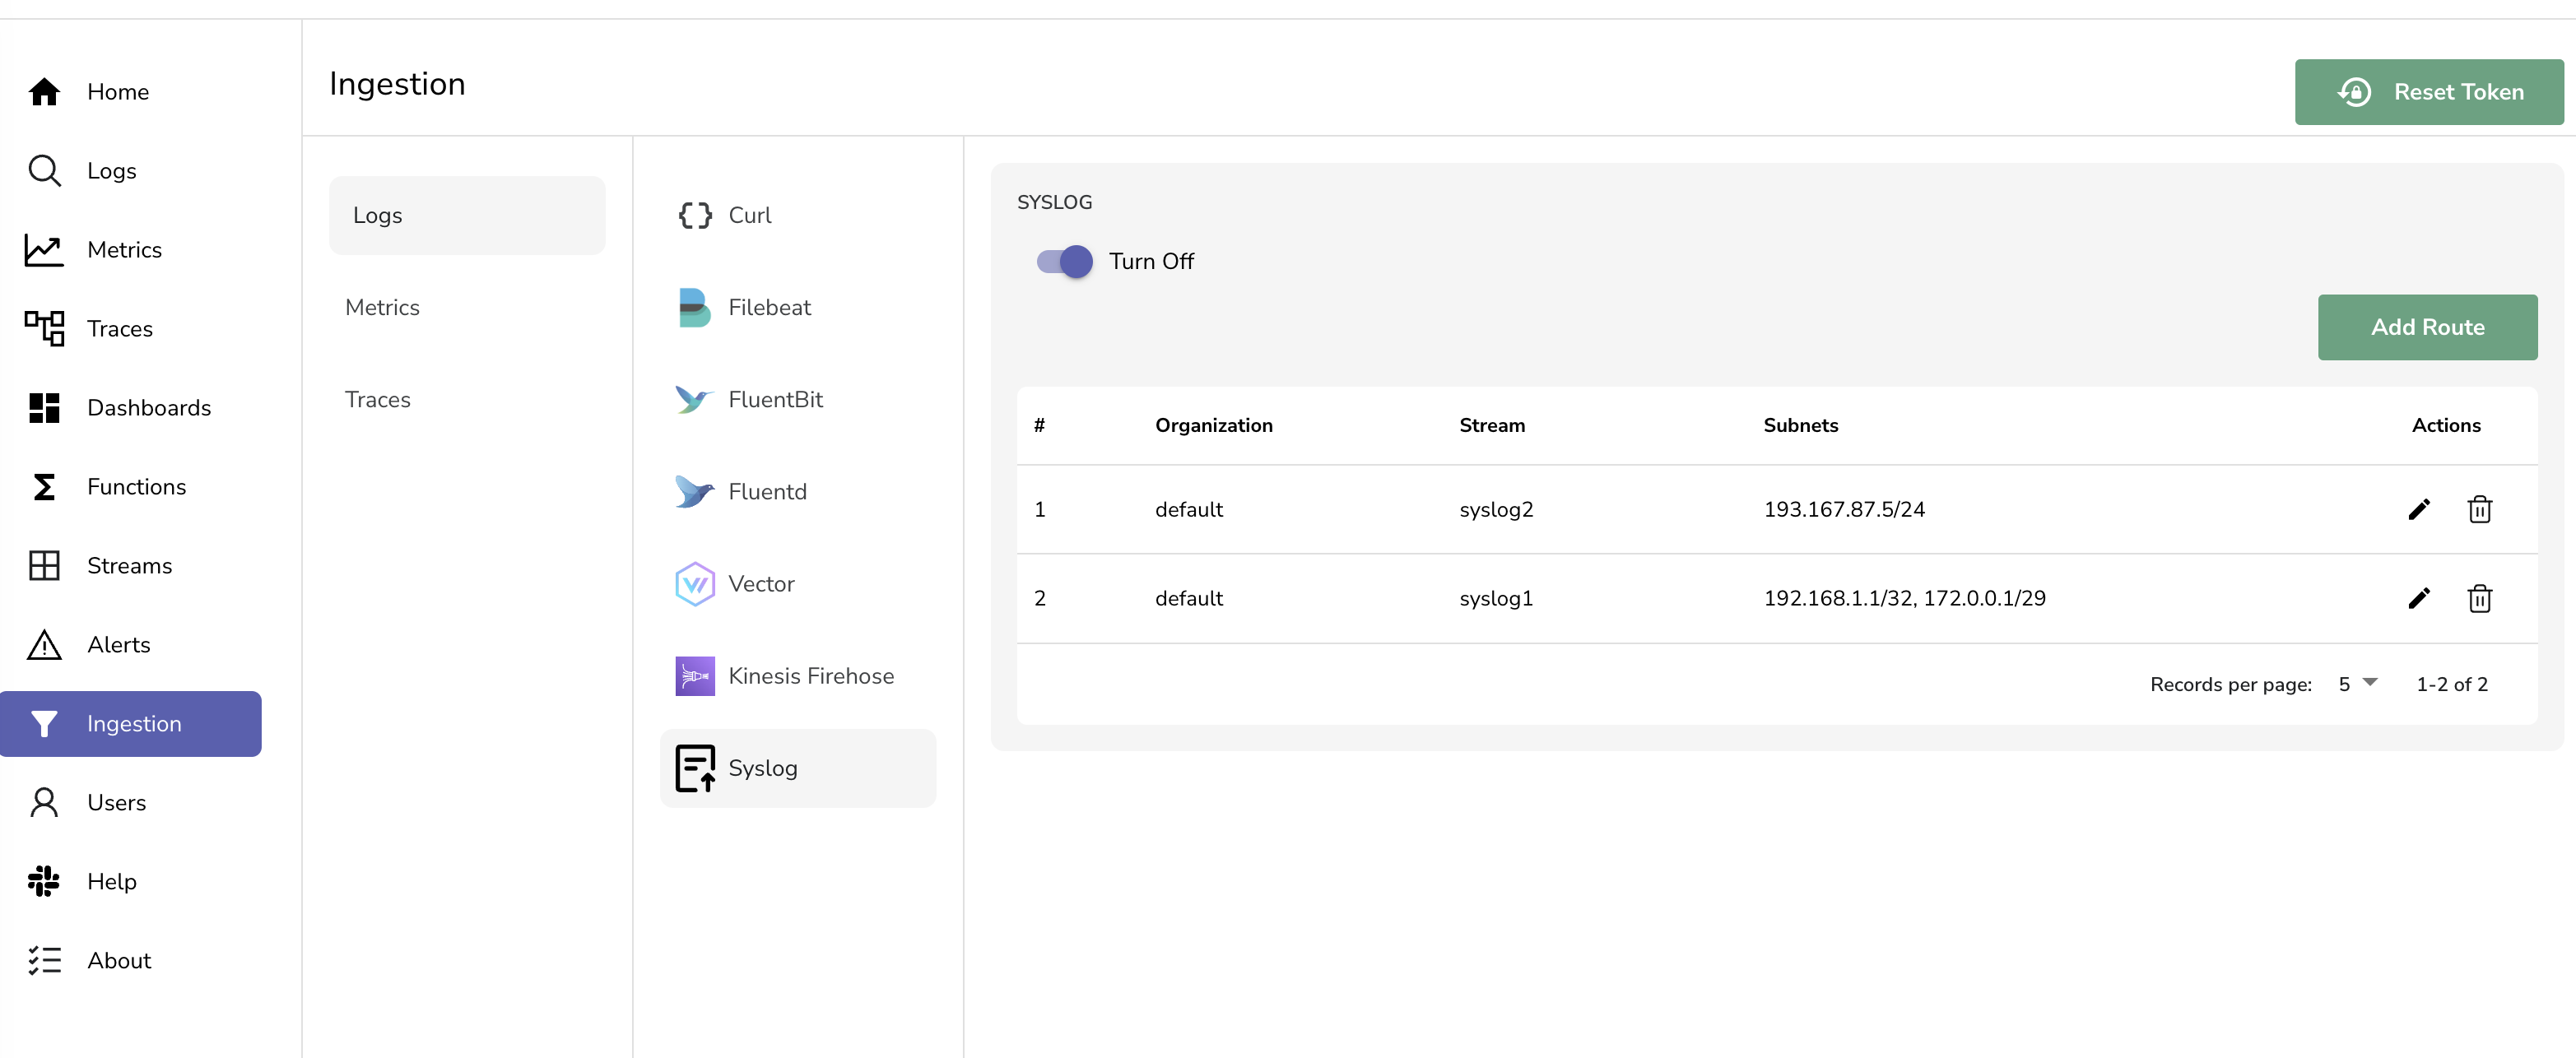 Home
Logs
Metrics
Traces
Dashboards
Functions
Streams
Alerts
Ingestion
Users
Help
About
Ingestion
Reset Token
Logs
Metrics
Traces
Curl
Filebeat
FluentBit
Fluentd
Vector
Kinesis Firehose
Syslog
SYSLOG
Turn Off
Add Route
# Organization Stream Subnets Actions
1 default syslog2 193.167.87.5/24
2 default syslog1 192.168.1.1/32, 172.0.0.1/29
Records per page: 5 1-2 of 2